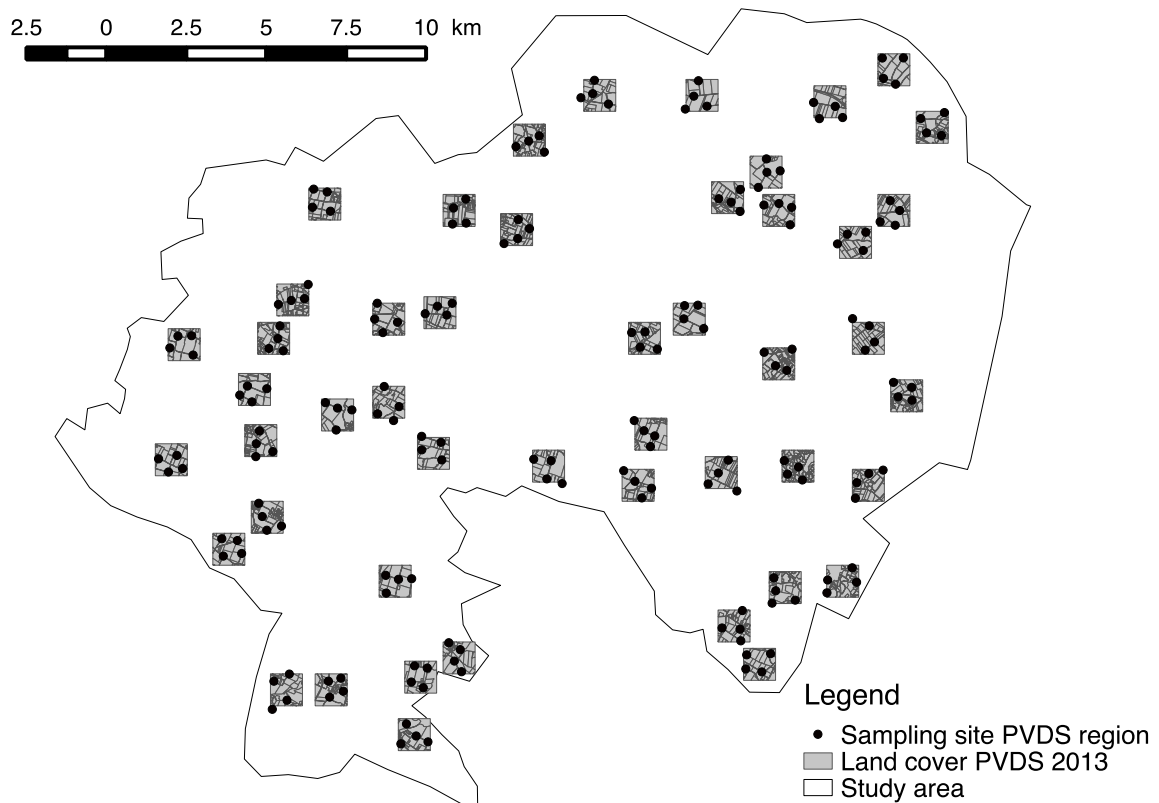 2.5 0 2.5 5 7.5 10 km
Legend
Sampling site PVDS region
Land cover PVDS 2013
Study area